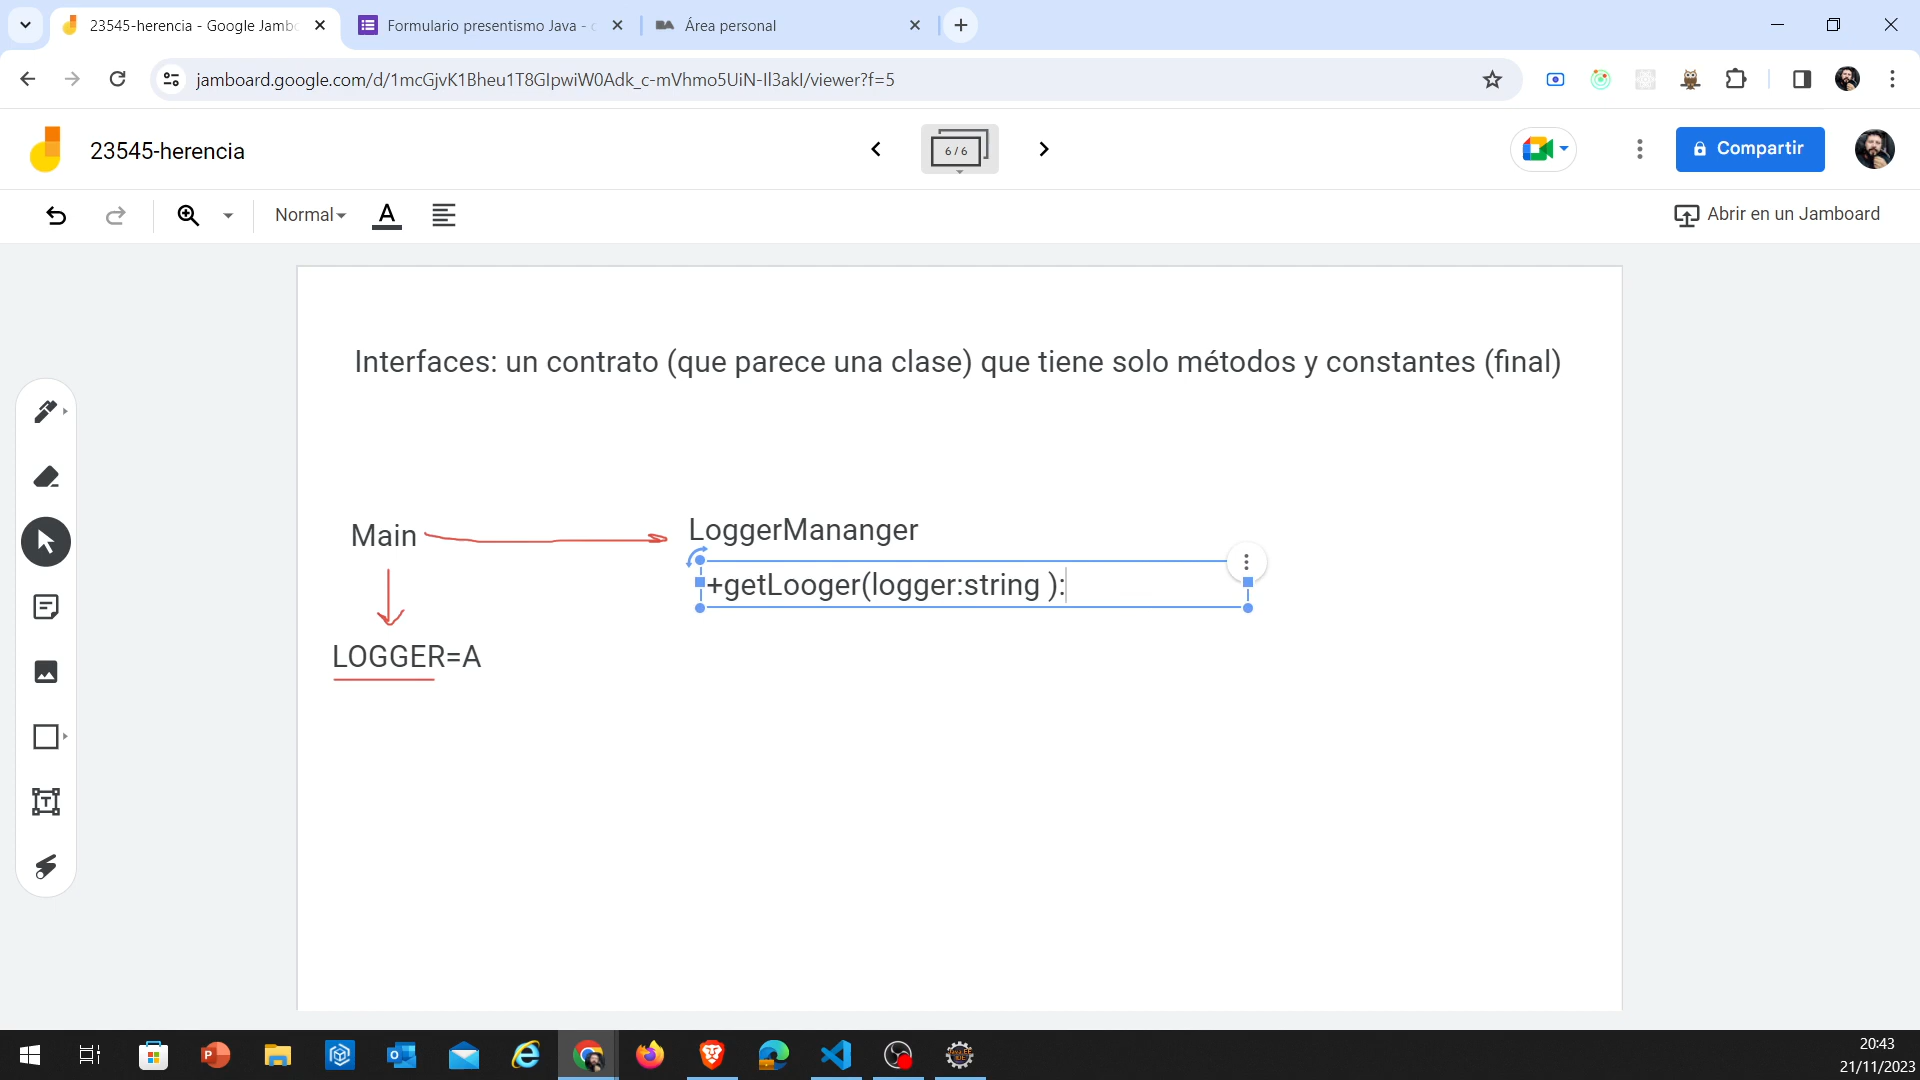 23545-herencia - Google Jambo
Formulario presentismo Java - c
Área personal
jamboard.google.com/d/1mcGjvK1Bheu1T8GIpwiW0Adk_c-mVhmo5UiN-Il3akI/viewer?f=5
23545-herencia
6 / 6
Compartir
Normal
Abrir en un Jamboard
Interfaces: un contrato (que parece una clase) que tiene solo métodos y constantes (final)
Main
LoggerMananger
+getLooger(logger:string ):
LOGGER=A
20:43
21/11/2023